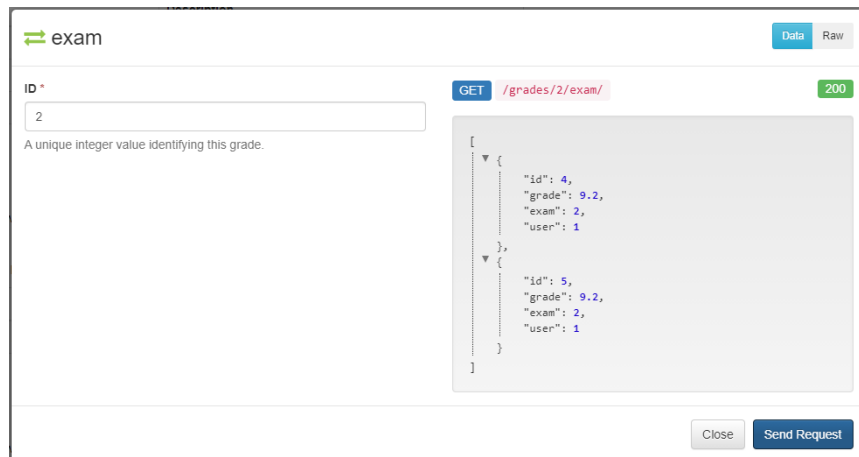 Description
exam
Data Raw
ID *
2
A unique integer value identifying this grade.
GET /grades/2/exam/
200
[
{
"id": 4,
"grade": 9.2,
"exam": 2,
"user": 1
},
{
"id": 5,
"grade": 9.2,
"exam": 2,
"user": 1
}
]
Close Send Request